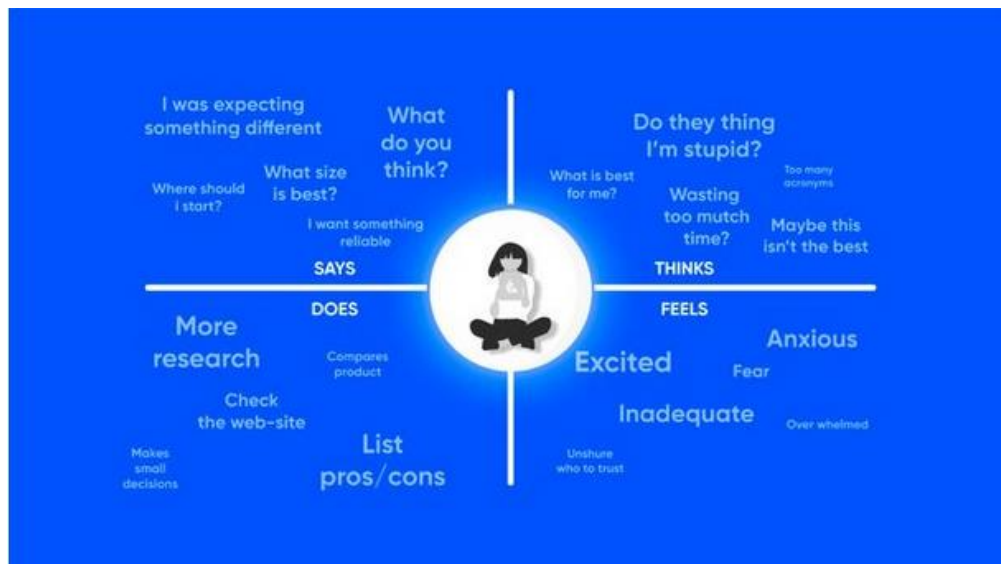 I was expecting
something different
What
do you
think?
What size
is best?
Where should
i start?
I want something
reliable
SAYS
Do they thing
I'm stupid?
Too many
acronyms
What is best
for me?
Wasting
too mutch
time?
Maybe this
isn't the best
THINKS
DOES
More
research
Compares
product
Check
the web-site
List
pros/cons
Makes
small
decisions
FEELS
Anxious
Excited
Fear
Inadequate
Over whelmed
Unshure
who to trust